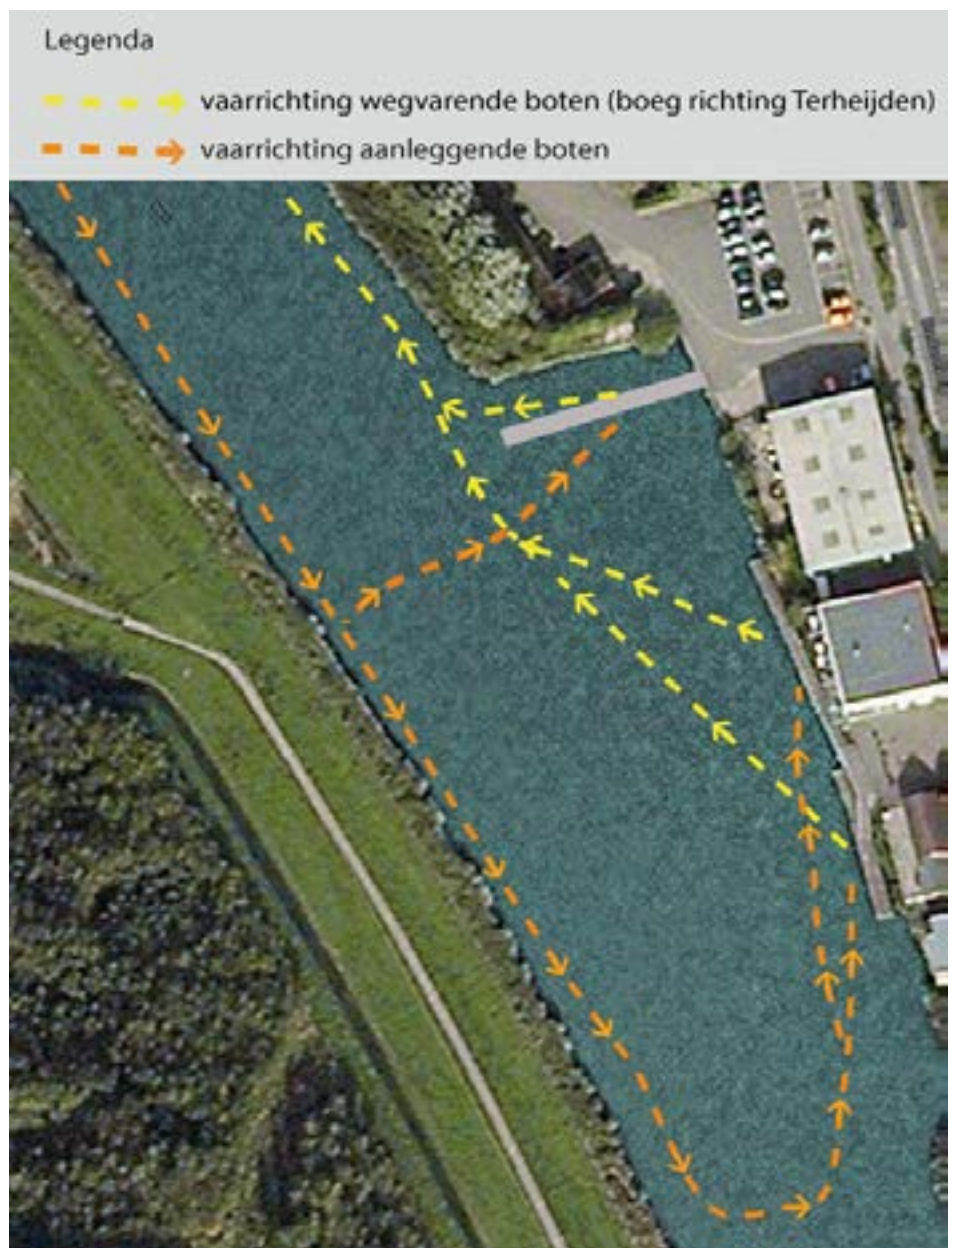 Legenda
vaarrichting wegvarende boten (boeg richting Terheijden)
vaarrichting aanleggende boten